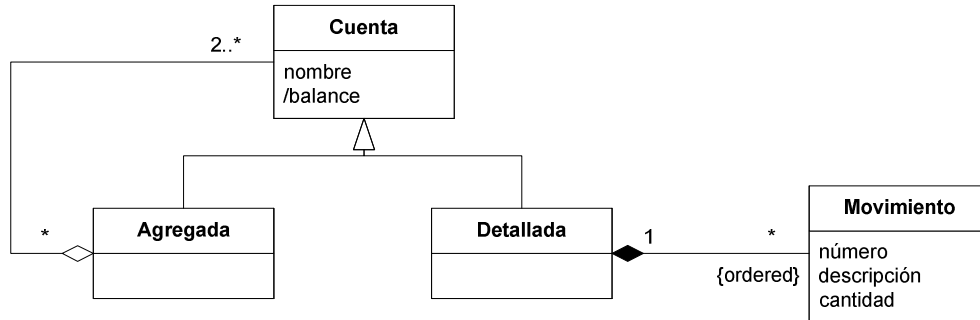 Cuenta
2..*
nombre
/balance
Agregada
*
Detallada
1
*
{ordered}
Movimiento
número
descripción
cantidad